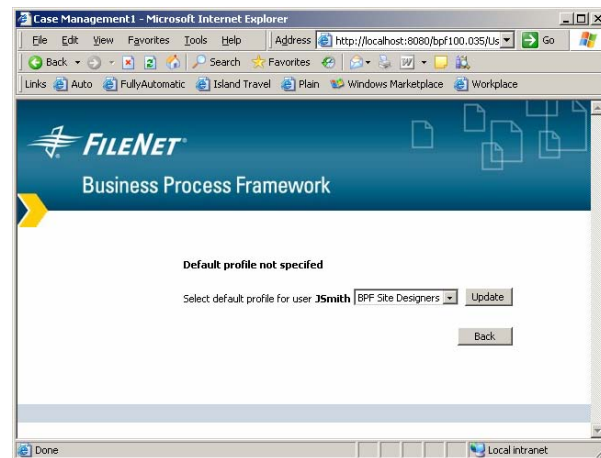 Case Management1 - Microsoft Internet Explorer
File Edit View Favorites Tools Help Address http://localhost:8080/bpf100.035/Us Go
Back Search Favorites
Links Auto FullyAutomatic Island Travel Plain Windows Marketplace Workplace
FILENET
Business Process Framework
Default profile not specifed
Select default profile for user JSmith BPF Site Designers Update
Back
Done Local intranet